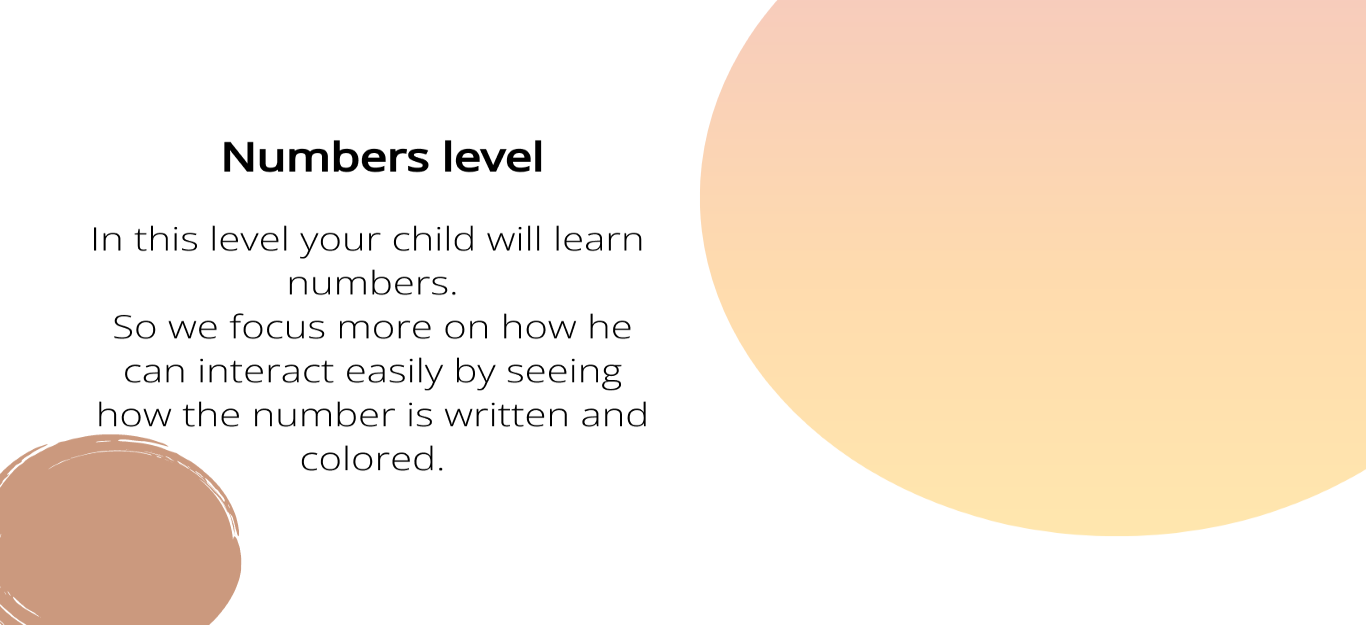 Numbers level
In this level your child will learn
numbers.
So we focus more on how he
can interact easily by seeing
how the number is written and
colored.